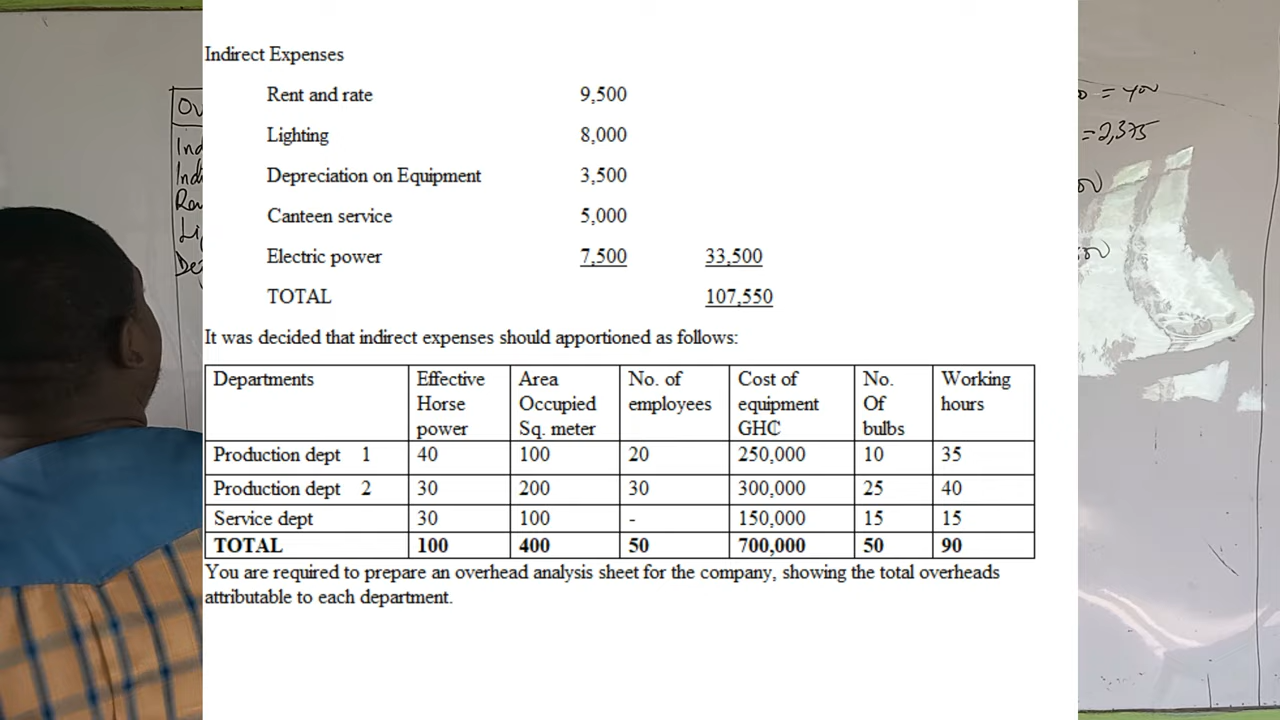 Indirect Expenses
Rent and rate 9,500
Lighting 8,000
Depreciation on Equipment 3,500
Canteen service 5,000
Electric power 7,500 33,500
TOTAL 107,550
It was decided that indirect expenses should apportioned as follows:
Departments Effective Horse power Area Occupied Sq. meter No. of employees Cost of equipment GH₵ No. Of bulbs Working hours
Production dept 1 40 100 20 250,000 10 35
Production dept 2 30 200 30 300,000 25 40
Service dept 30 100 - 150,000 15 15
TOTAL 100 400 50 700,000 50 90
You are required to prepare an overhead analysis sheet for the company, showing the total overheads
attributable to each department.
= 400
= 2,375